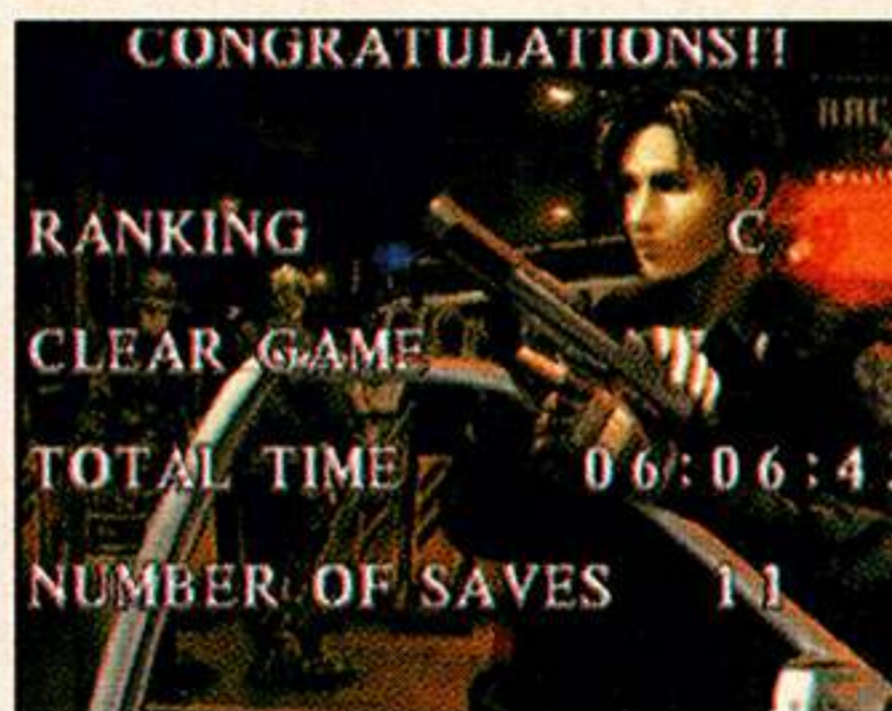 CONGRATULATIONS!!
RANKING C
CLEAR GAME
TOTAL TIME 06:06:4
NUMBER OF SAVES 11